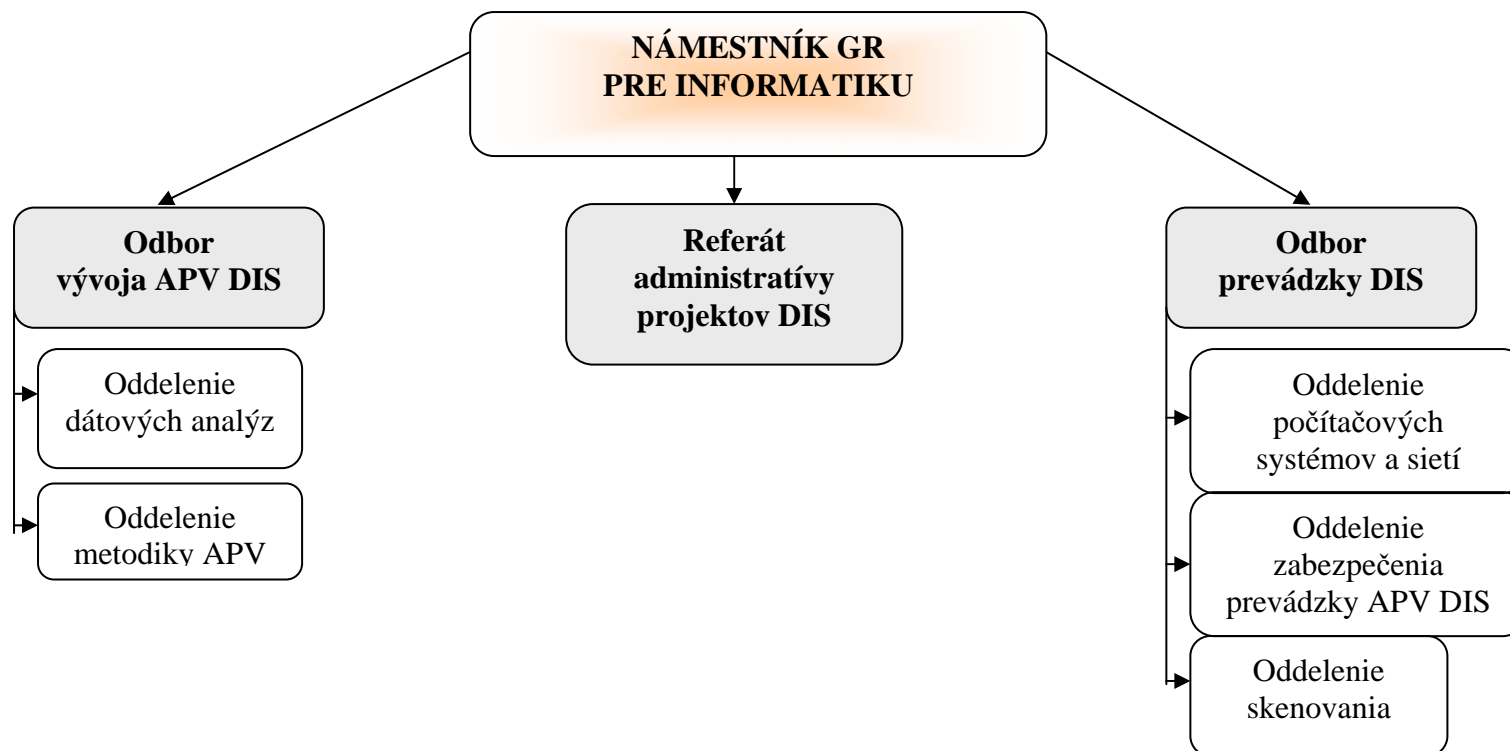 NÁMESTNÍK GR
PRE INFORMATIKU
Odbor
vývoja APV DIS
Referát
administratívy
projektov DIS
Odbor
prevádzky DIS
Oddelenie
dátových analýz
Oddelenie
metodiky APV
Oddelenie
počítačových
systémov a sietí
Oddelenie
zabezpečenia
prevádzky APV DIS
Oddelenie
skenovania